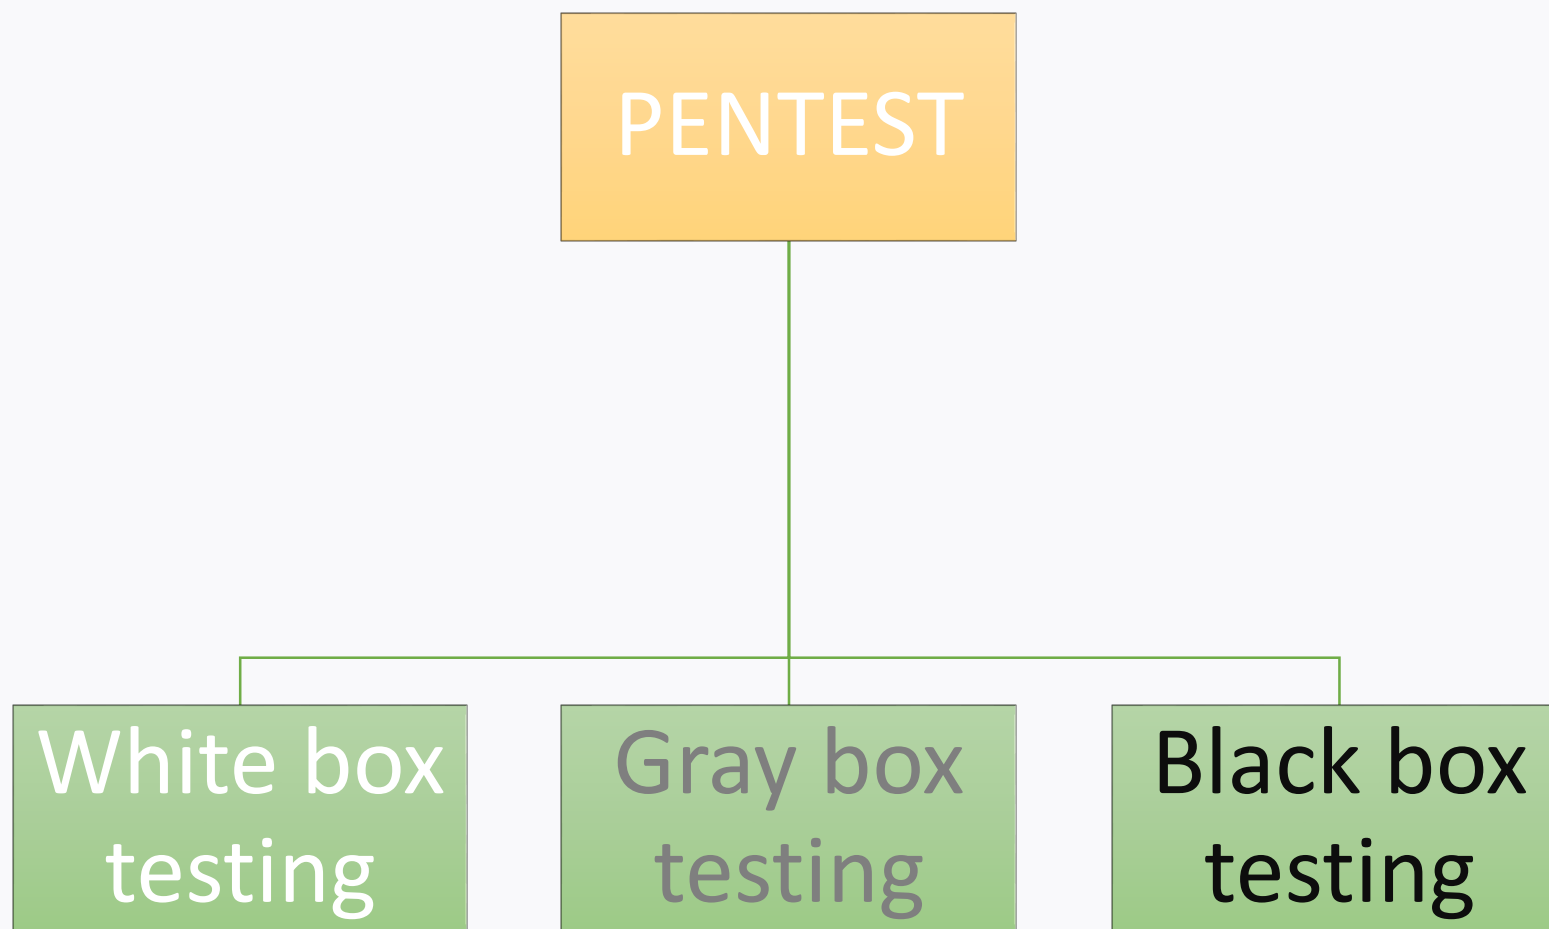 PENTEST
White box
testing
Gray box
testing
Black box
testing